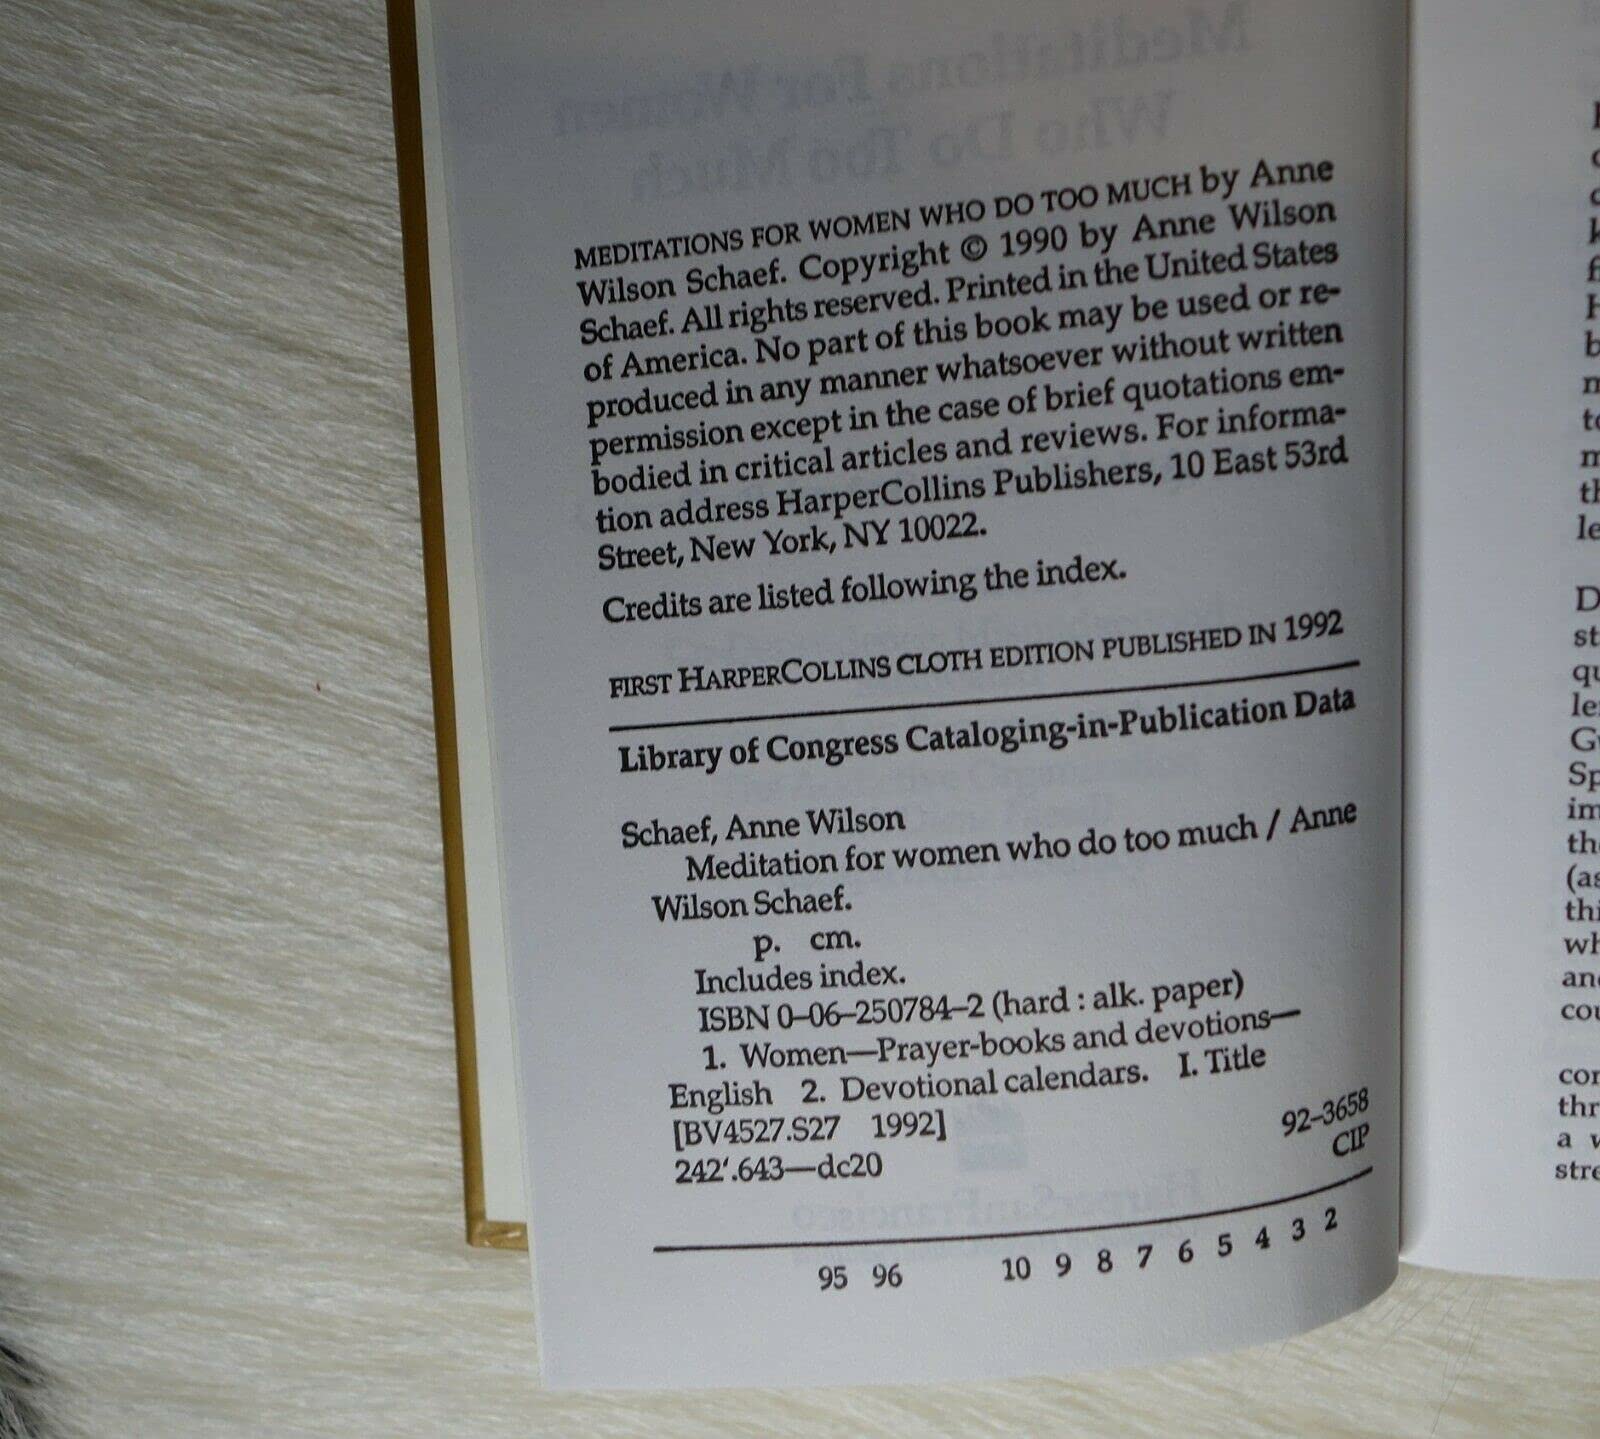 MEDITATIONS FOR WOMEN WHO DO TOO MUCH by Anne
Wilson Schaef. Copyright © 1990 by Anne Wilson
Schaef. All rights reserved. Printed in the United States
of America. No part of this book may be used or re-
produced in any manner whatsoever without written
permission except in the case of brief quotations em-
bodied in critical articles and reviews. For informa-
tion address HarperCollins Publishers, 10 East 53rd
Street, New York, NY 10022.
Credits are listed following the index.
FIRST HARPERCOLLINS CLOTH EDITION PUBLISHED IN 1992
Library of Congress Cataloging-in-Publication Data
Schaef, Anne Wilson
Meditation for women who do too much / Anne
Wilson Schaef.
p. cm.
Includes index.
ISBN 0–06–250784–2 (hard : alk. paper)
1. Women—Prayer-books and devotions—
English 2. Devotional calendars. I. Title
[BV4527.S27 1992]
242′.643—dc20
92–3658
CIP
95 96 10 9 8 7 6 5 4 3 2